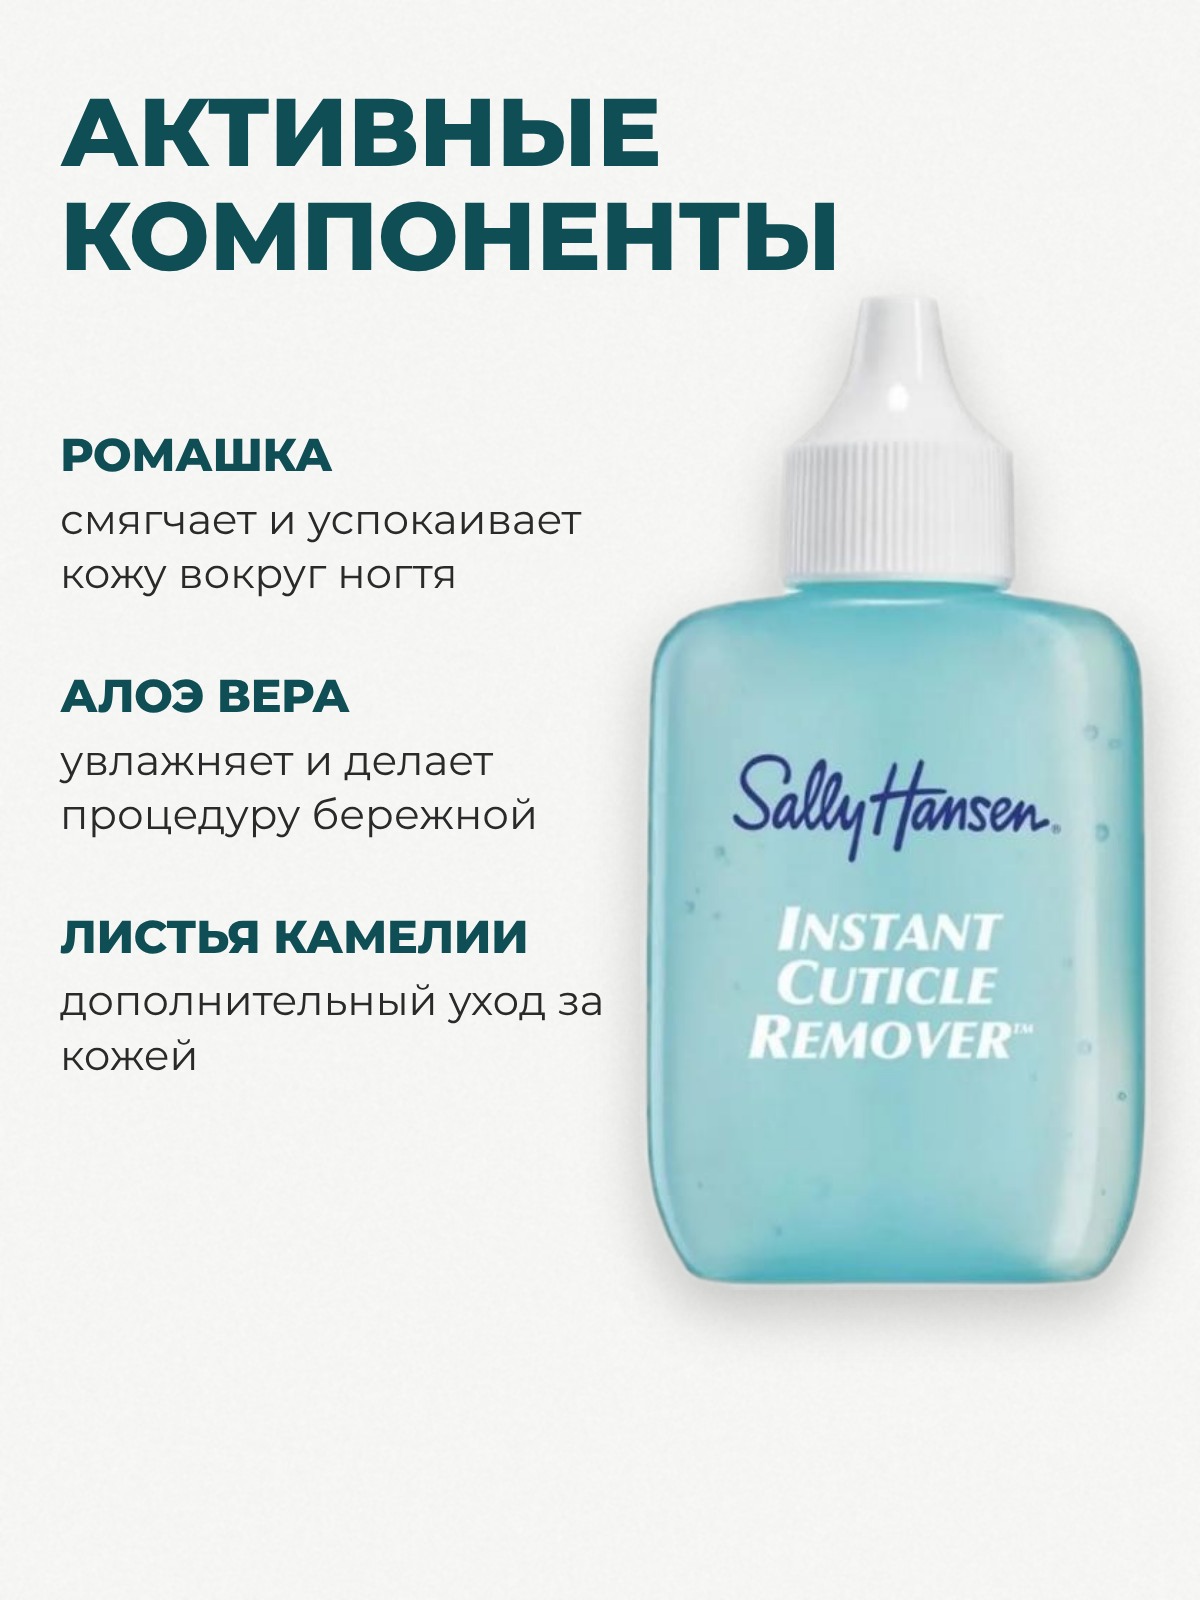 АКТИВНЫЕ
КОМПОНЕНТЫ
РОМАШКА
смягчает и успокаивает
кожу вокруг ногтя
АЛОЭ ВЕРА
увлажняет и делает
процедуру бережной
ЛИСТЬЯ КАМЕЛИИ
дополнительный уход за
кожей
Sally Hansen®
INSTANT
CUTICLE
REMOVER™